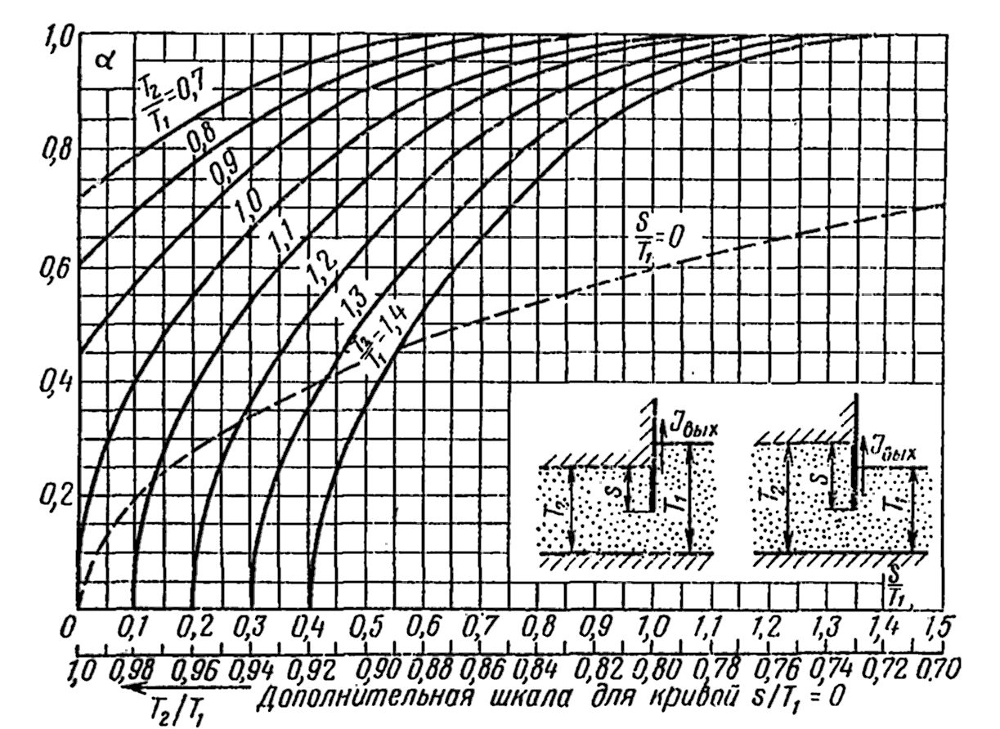 1,0
α
T₂/T₁=0,7
0,8
0,8
0,9
1,0
S/T₁=0
1,1
0,6
1,2
1,3
T₂/T₁=1,4
0,4
Jвых
Jвых
S
S
T₂
T₁
T₂
T₁
0,2
S/T₁
0 0,1 0,2 0,3 0,4 0,5 0,6 0,7 0,8 0,9 1,0 1,1 1,2 1,3 1,4 1,5
1,0 0,98 0,96 0,94 0,92 0,90 0,88 0,86 0,84 0,82 0,80 0,78 0,76 0,74 0,72 0,70
T₂/T₁ Дополнительная шкала для кривой s/T₁ = 0